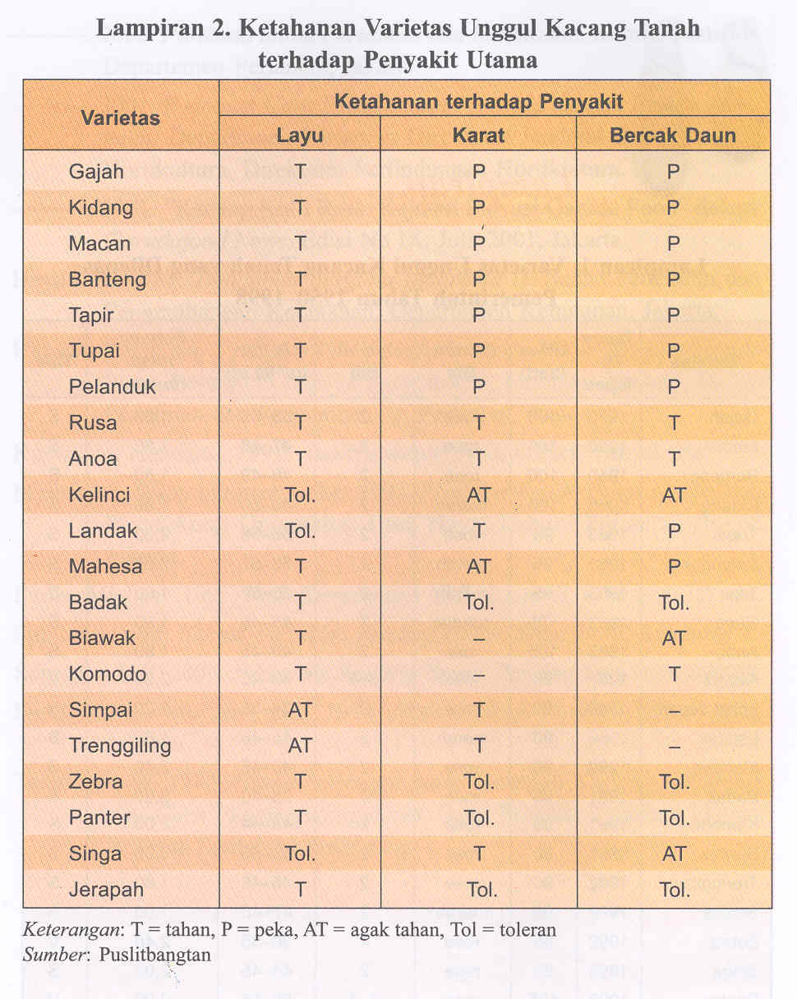 Lampiran 2. Ketahanan Varietas Unggul Kacang Tanah
terhadap Penyakit Utama
Varietas
Ketahanan terhadap Penyakit
Layu Karat Bercak Daun
Gajah T P P
Kidang T P P
Macan T P P
Banteng T P P
Tapir T P P
Tupai T P P
Pelanduk T P P
Rusa T T T
Anoa T T T
Kelinci Tol. AT AT
Landak Tol. T P
Mahesa T AT P
Badak T Tol. Tol.
Biawak T – AT
Komodo T – T
Simpai AT T –
Trenggiling AT T –
Zebra T Tol. Tol.
Panter T Tol. Tol.
Singa Tol. T AT
Jerapah T Tol. Tol.
Keterangan: T = tahan, P = peka, AT = agak tahan, Tol = toleran
Sumber: Puslitbangtan